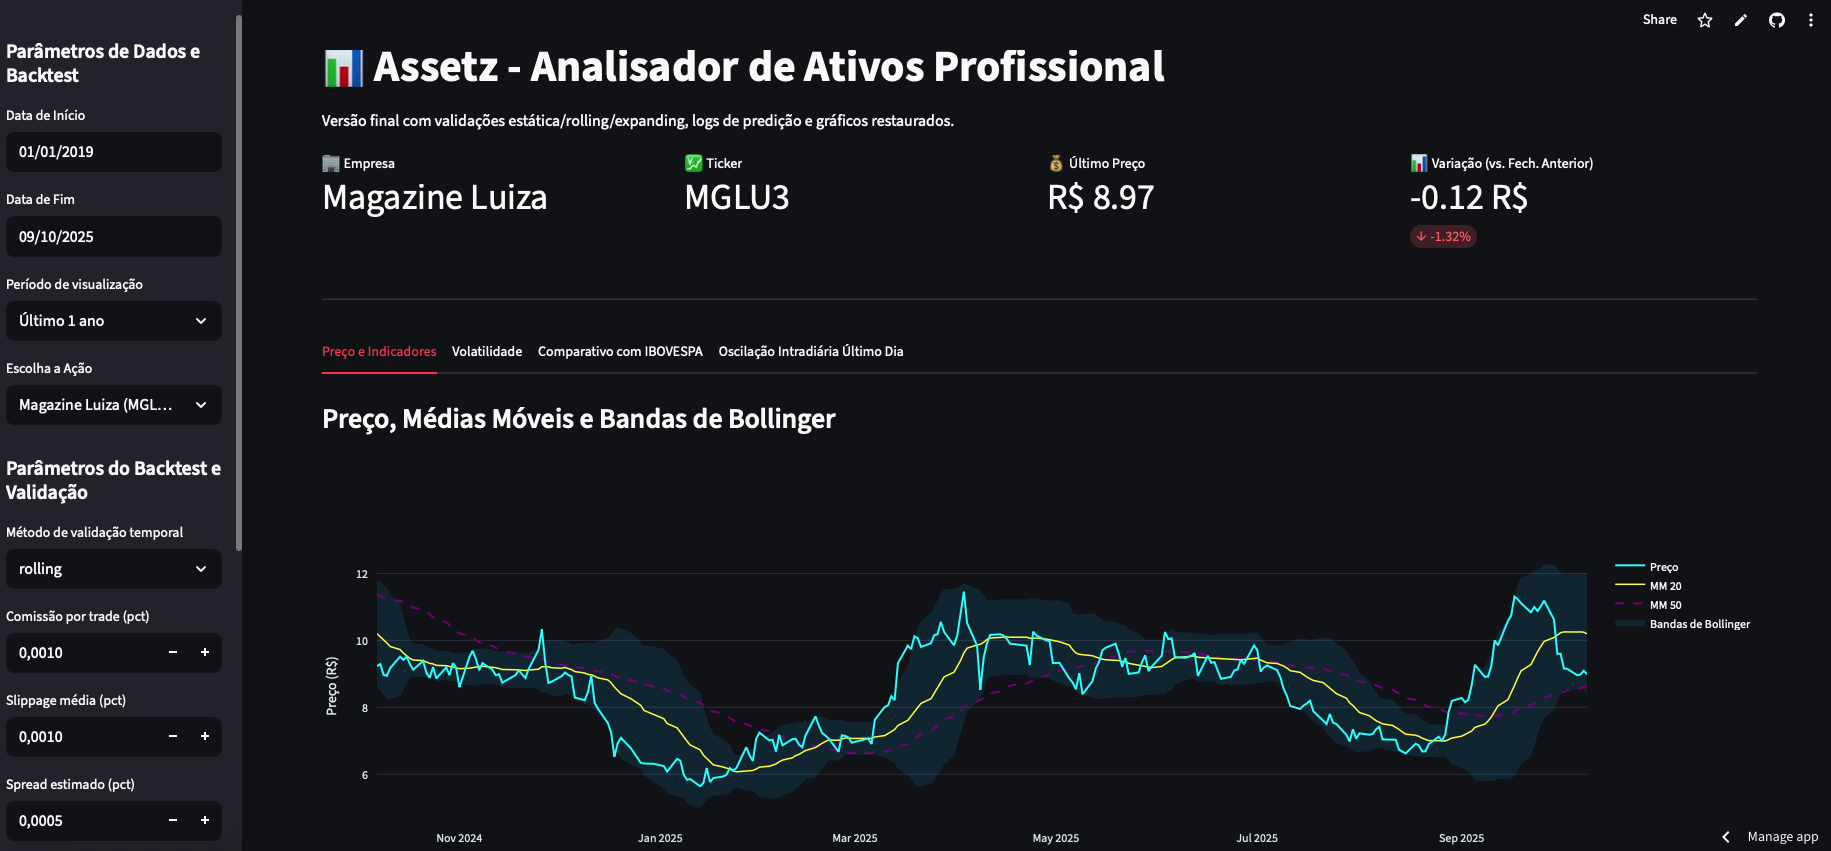 Parâmetros de Dados e
Backtest
Data de Início
01/01/2019
Data de Fim
09/10/2025
Período de visualização
Último 1 ano
Escolha a Ação
Magazine Luiza (MGL...
Parâmetros do Backtest e
Validação
Método de validação temporal
rolling
Comissão por trade (pct)
0,0010
Slippage média (pct)
0,0010
Spread estimado (pct)
0,0005
Share
Assetz - Analisador de Ativos Profissional
Versão final com validações estática/rolling/expanding, logs de predição e gráficos restaurados.
Empresa
Magazine Luiza
Ticker
MGLU3
Último Preço
R$ 8.97
Variação (vs. Fech. Anterior)
-0.12 R$
-1.32%
Preço e Indicadores Volatilidade Comparativo com IBOVESPA Oscilação Intradiária Último Dia
Preço, Médias Móveis e Bandas de Bollinger
Preço (R$)
12
10
8
6
Nov 2024 Jan 2025 Mar 2025 May 2025 Jul 2025 Sep 2025
Preço
MM 20
MM 50
Bandas de Bollinger
Manage app